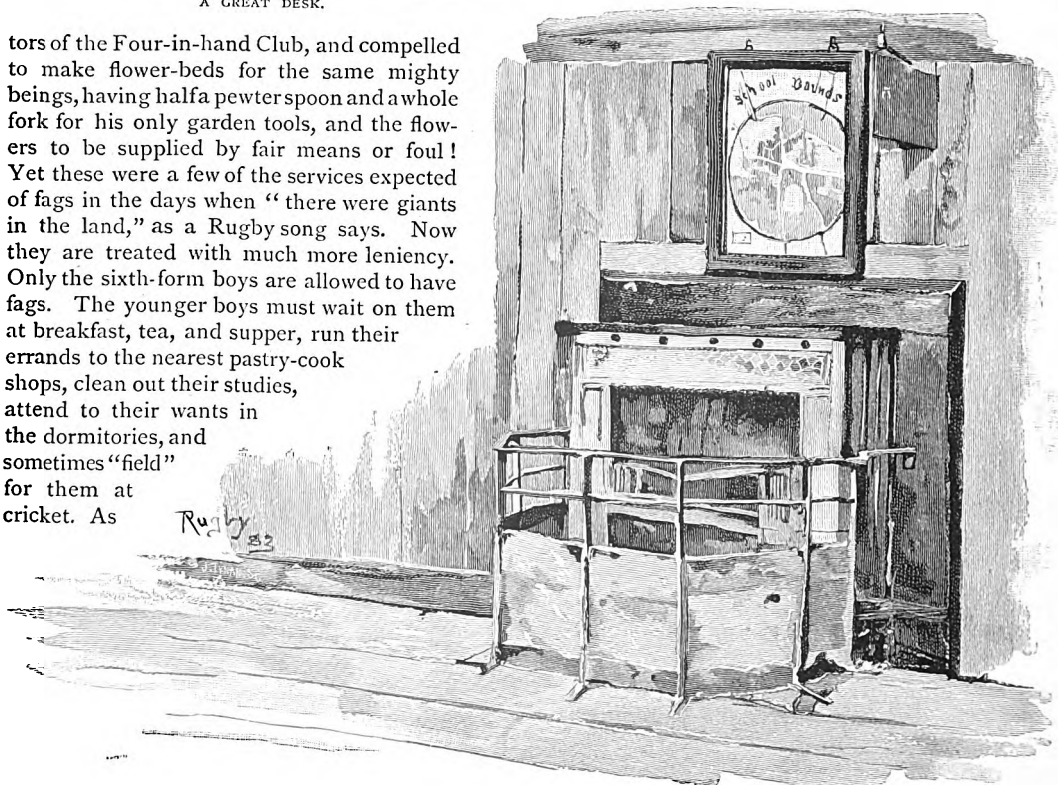 A GREAT DESK.
tors of the Four-in-hand Club, and compelled
to make flower-beds for the same mighty
beings, having half a pewter spoon and a whole
fork for his only garden tools, and the flow-
ers to be supplied by fair means or foul !
Yet these were a few of the services expected
of fags in the days when “ there were giants
in the land,” as a Rugby song says. Now
they are treated with much more leniency.
Only the sixth-form boys are allowed to have
fags. The younger boys must wait on them
at breakfast, tea, and supper, run their
errands to the nearest pastry-cook
shops, clean out their studies,
attend to their wants in
the dormitories, and
sometimes “field”
for them at
cricket. As
School Bounds
Rugby
83